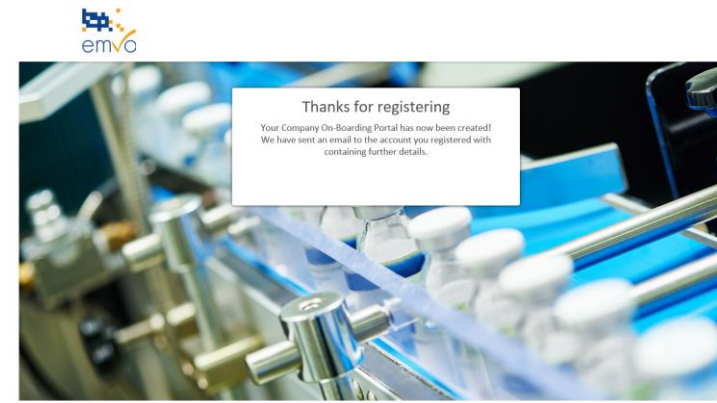 emvo
Thanks for registering
Your Company On-Boarding Portal has now been created!
We have sent an email to the account you registered with
containing further details.